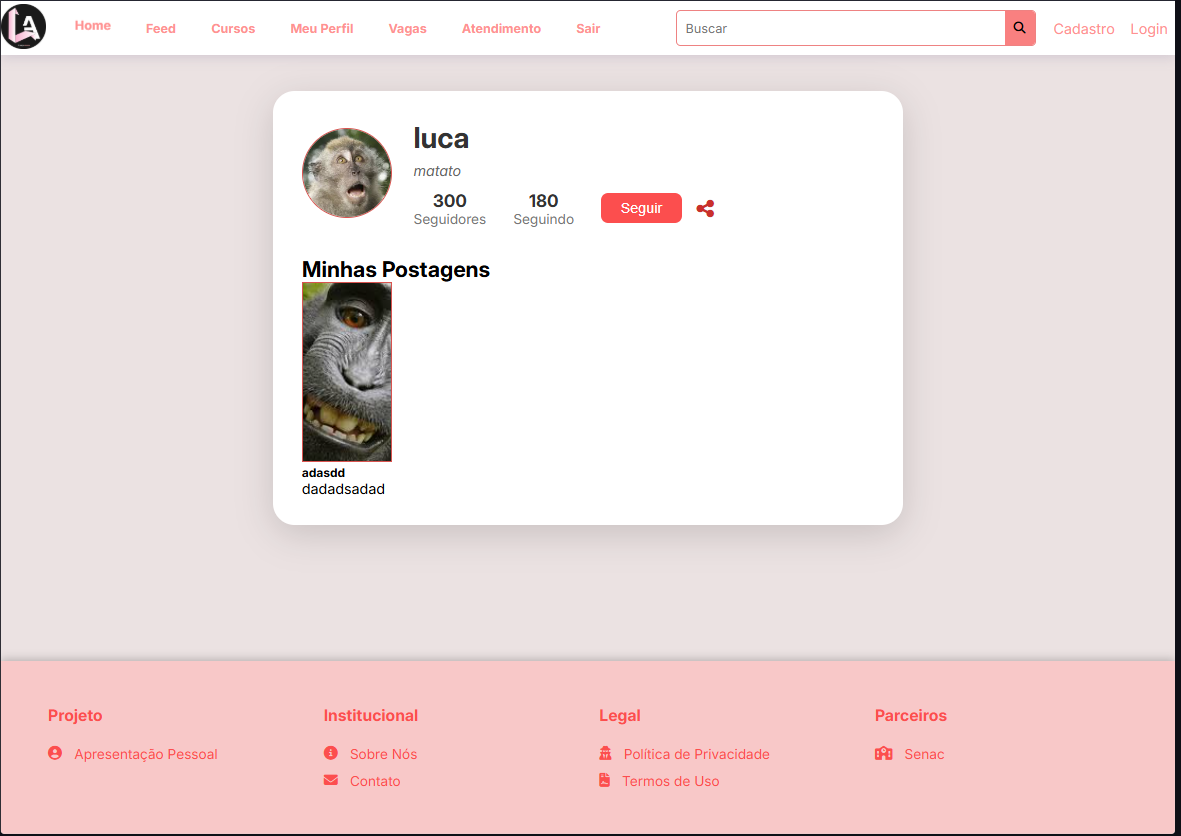 LA
Home Feed Cursos Meu Perfil Vagas Atendimento Sair Buscar Cadastro Login
luca
matato
300 180
Seguidores Seguindo Seguir
Minhas Postagens
adasdd
dadadsadad
Projeto Institucional Legal Parceiros
Apresentação Pessoal Sobre Nós Política de Privacidade Senac
Contato Termos de Uso